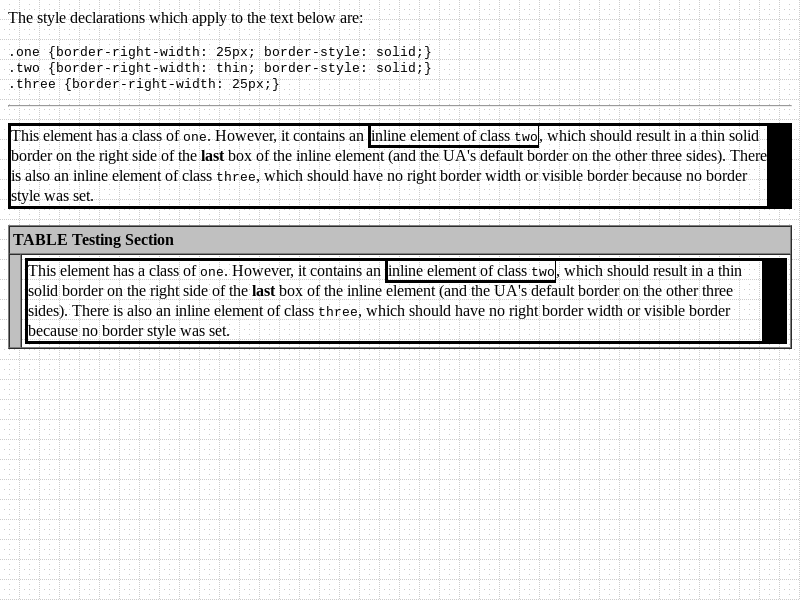 The style declarations which apply to the text below are:
.one {border-right-width: 25px; border-style: solid;}
.two {border-right-width: thin; border-style: solid;}
.three {border-right-width: 25px;}
This element has a class of one. However, it contains an inline element of class two, which should result in a thin solid
border on the right side of the last box of the inline element (and the UA's default border on the other three sides). There
is also an inline element of class three, which should have no right border width or visible border because no border
style was set.
TABLE Testing Section
This element has a class of one. However, it contains an inline element of class two, which should result in a thin
solid border on the right side of the last box of the inline element (and the UA's default border on the other three
sides). There is also an inline element of class three, which should have no right border width or visible border
because no border style was set.